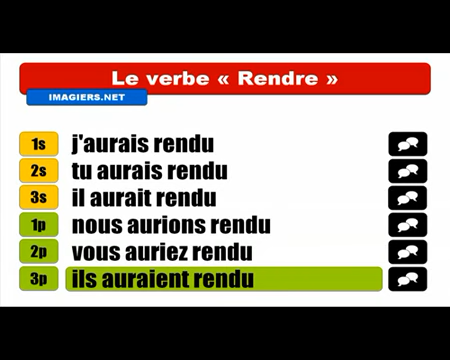 Le verbe « Rendre »
IMAGIERS.NET
1s j'aurais rendu
2s tu aurais rendu
3s il aurait rendu
1p nous aurions rendu
2p vous auriez rendu
3p ils auraient rendu